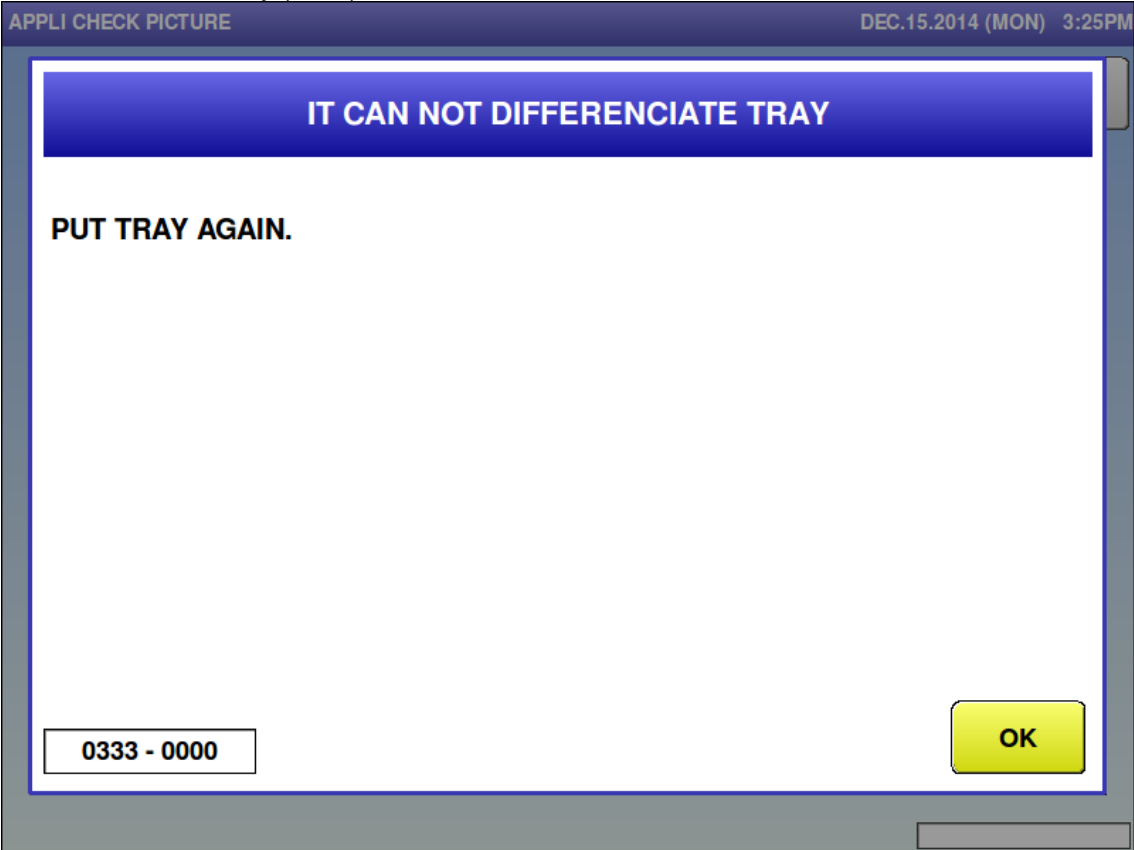 APPLI CHECK PICTURE DEC.15.2014 (MON) 3:25PM
IT CAN NOT DIFFERENCIATE TRAY
PUT TRAY AGAIN.
0333 - 0000
OK